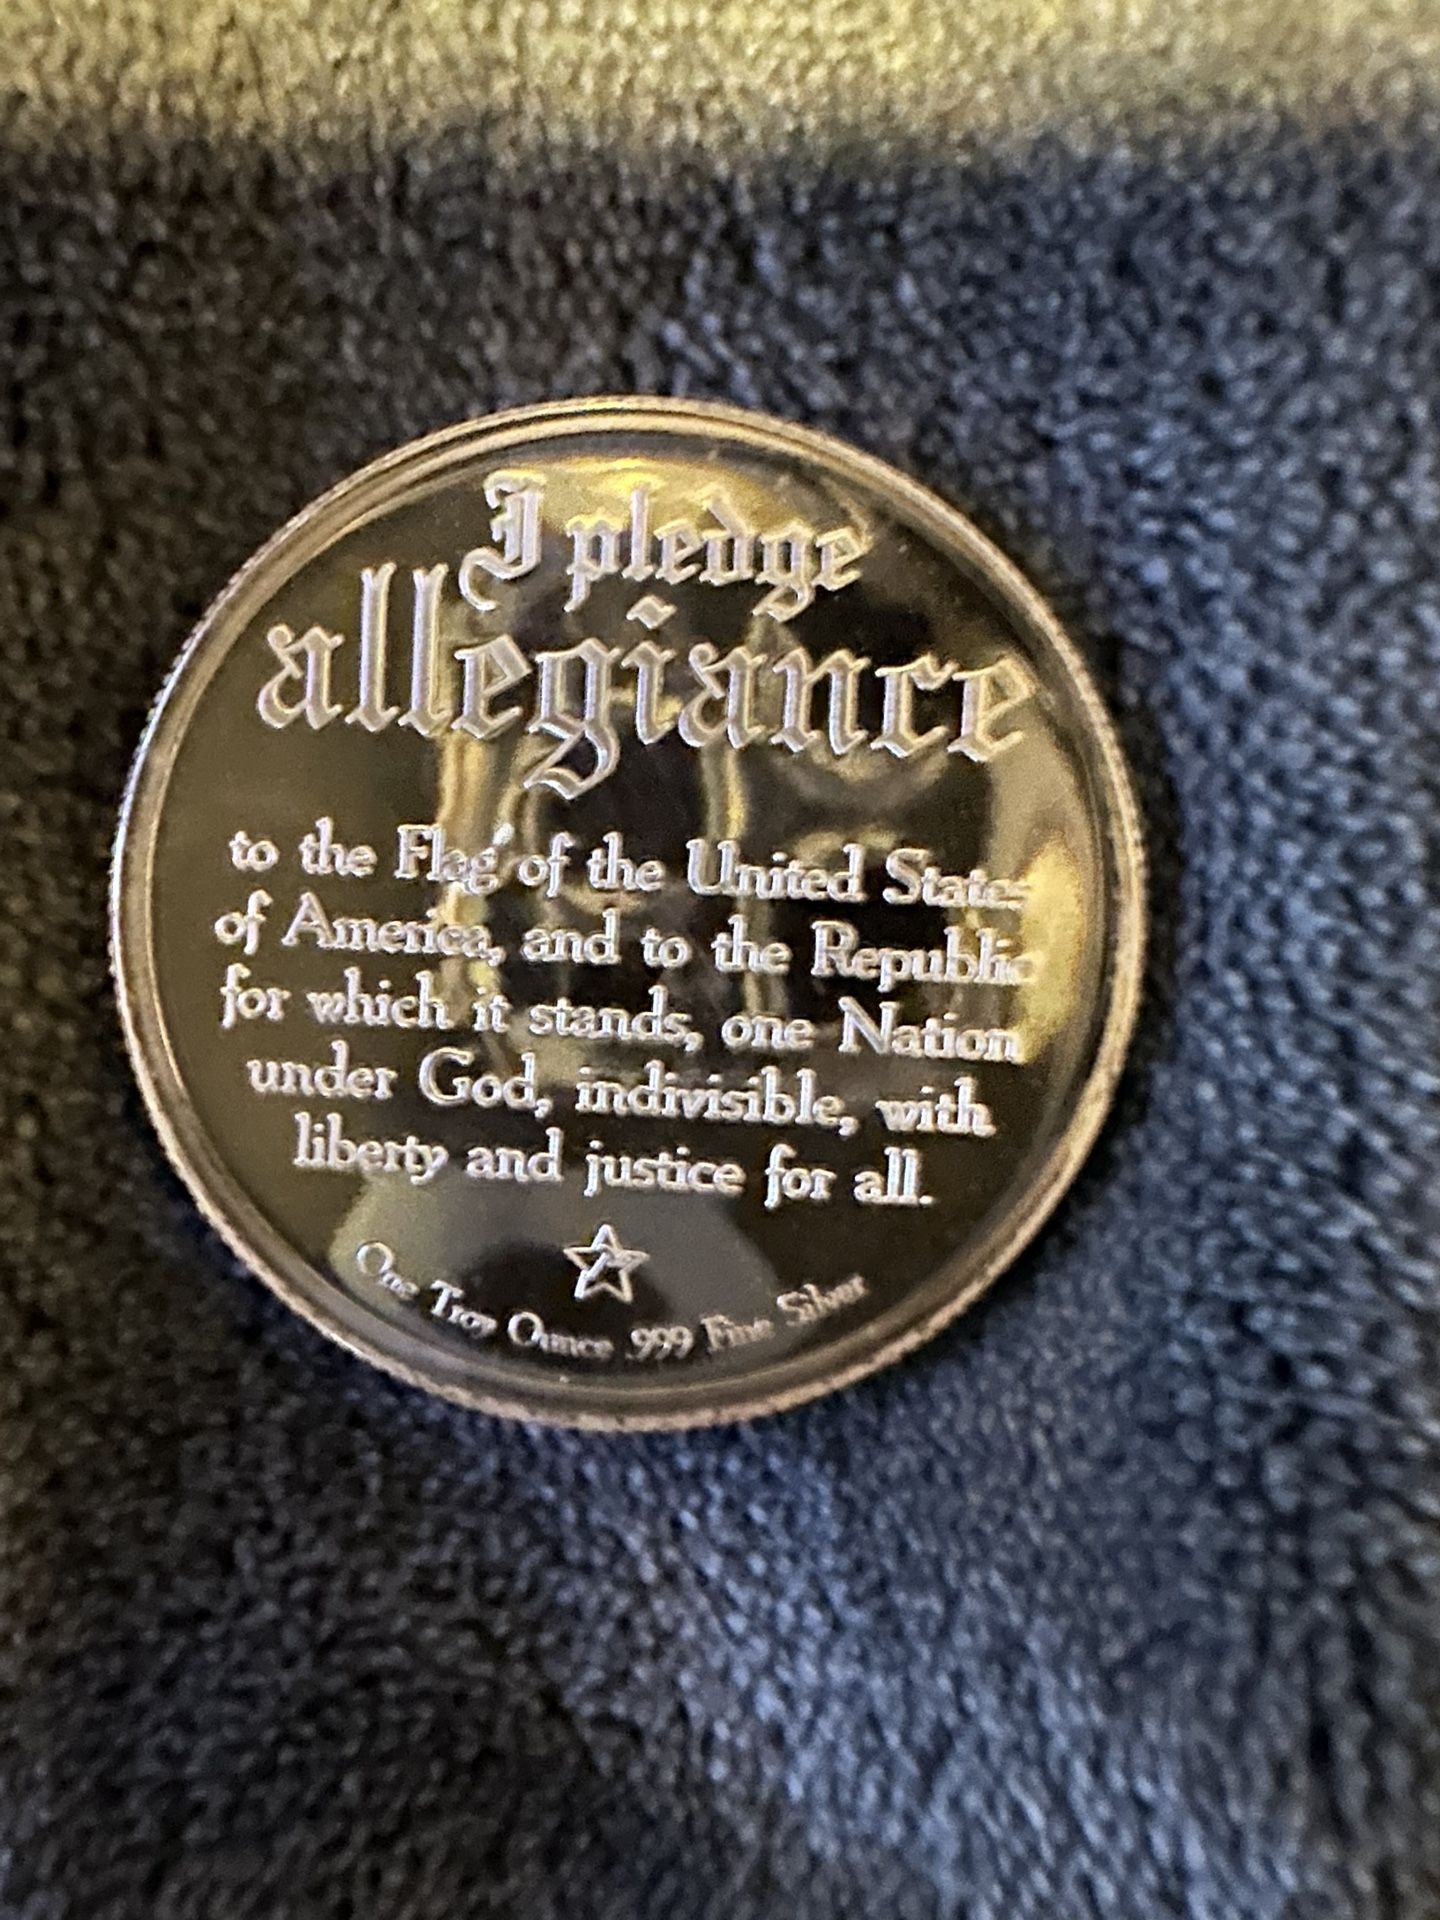 I pledge
allegiance
to the Flag of the United States
of America, and to the Republic
for which it stands, one Nation
under God, indivisible, with
liberty and justice for all.
One Troy Ounce .999 Fine Silver